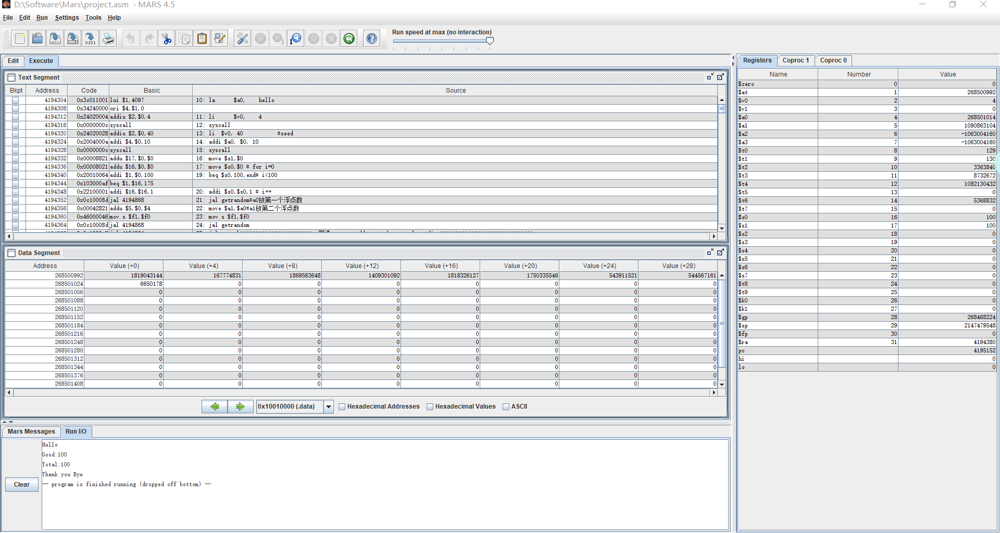 D:\Software\Mars\project.asm - MARS 4.5
File Edit Run Settings Tools Help
Run speed at max (no interaction)
Edit Execute
Text Segment
Bkpt Address Code Basic Source
4194304 0x3c011001 lui $1,4097 10: la $a0, hello
4194308 0x34240000 ori $4,$1,0
4194312 0x24020004 addiu $2,$0,4 11: li $v0, 4
4194316 0x0000000c syscall 12: syscall
4194320 0x24020028 addiu $2,$0,40 13: li $v0, 40 #seed
4194324 0x2004000a addi $4,$0,10 14: addi $a0, $0, 10
4194328 0x0000000c syscall 15: syscall
4194332 0x00008821 addu $17,$0,$0 16: move $s1,$0
4194336 0x00008021 addu $16,$0,$0 17: move $s0,$0 # for i=0
4194340 0x20010064 addi $1,$0,100 19: beq $s0,100,end# i<100
4194344 0x103000af beq $1,$16,175
4194348 0x22100001 addi $16,$16,1 20: addi $s0,$s0,1 # i++
4194352 0x0c10008d jal 4194868 21: jal getrandom#a0放第一个浮点数
4194356 0x00042821 addu $5,$0,$4 22: move $a1,$a0#a1放第二个浮点数
4194360 0x46000046 mov.s $f1,$f0 23: mov.s $f1,$f0
4194364 0x0c10008d jal 4194868 24: jal getrandom
Data Segment
Address Value (+0) Value (+4) Value (+8) Value (+12) Value (+16) Value (+20) Value (+24) Value (+28)
268500992 1819043144 167774831 1869563648 1409301092 1818326127 1750335546 543911521 544567161
268501024 6650178 0 0 0 0 0 0 0
268501056 0 0 0 0 0 0 0 0
268501088 0 0 0 0 0 0 0 0
268501120 0 0 0 0 0 0 0 0
268501152 0 0 0 0 0 0 0 0
268501184 0 0 0 0 0 0 0 0
268501216 0 0 0 0 0 0 0 0
268501248 0 0 0 0 0 0 0 0
268501280 0 0 0 0 0 0 0 0
268501312 0 0 0 0 0 0 0 0
268501344 0 0 0 0 0 0 0 0
268501376 0 0 0 0 0 0 0 0
268501408 0 0 0 0 0 0 0 0
0x10010000 (.data) Hexadecimal Addresses Hexadecimal Values ASCII
Mars Messages Run I/O
Hello
Good:100
Total:100
Thank you Bye
-- program is finished running (dropped off bottom) --
Clear
Registers Coproc 1 Coproc 0
Name Number Value
$zero 0 0
$at 1 268500992
$v0 2 4
$v1 3 0
$a0 4 268501014
$a1 5 1090863104
$a2 6 -1063004160
$a3 7 -1063004160
$t0 8 129
$t1 9 130
$t2 10 3363840
$t3 11 8732672
$t4 12 1082130432
$t5 13 0
$t6 14 5368832
$t7 15 0
$s0 16 100
$s1 17 100
$s2 18 0
$s3 19 0
$s4 20 0
$s5 21 0
$s6 22 0
$s7 23 0
$t8 24 0
$t9 25 0
$k0 26 0
$k1 27 0
$gp 28 268468224
$sp 29 2147479548
$fp 30 0
$ra 31 4194380
pc 4195152
hi 0
lo 0